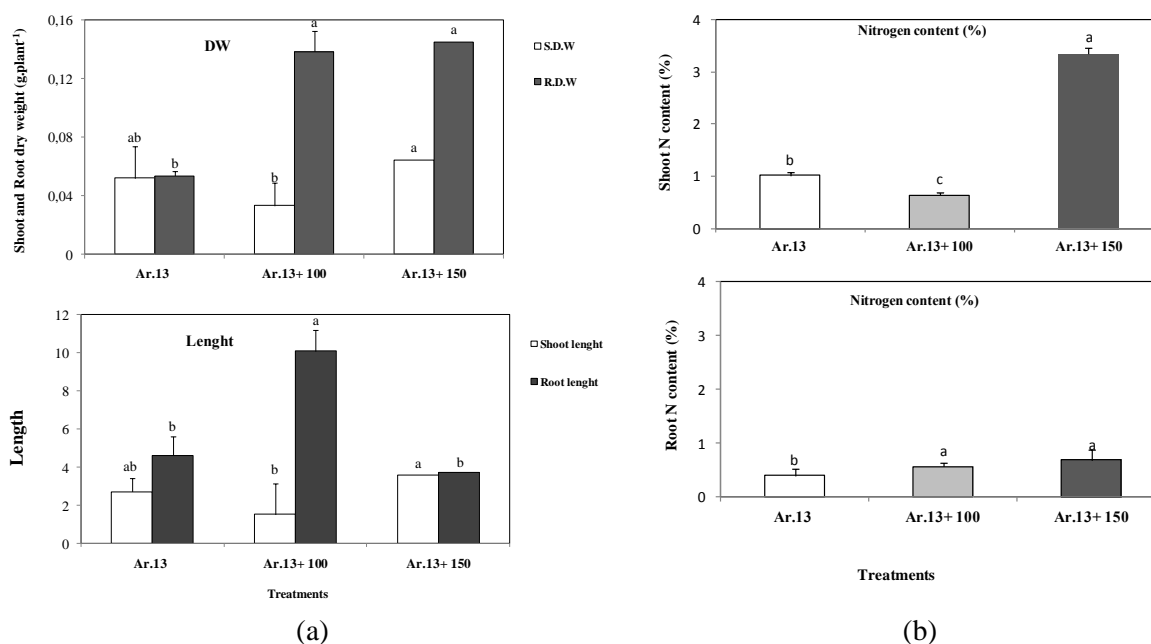 Shoot and Root dry weight (g.plant-1)
0,16
0,12
0,08
0,04
0
DW
ab
b
b
a
a
a
S.D.W
R.D.W
Ar.13
Ar.13+ 100
Ar.13+ 150
Length
12
10
8
6
4
2
0
Lenght
ab
b
b
a
a
b
Shoot lenght
Root lenght
Ar.13
Ar.13+ 100
Ar.13+ 150
Treatments
(a)
Shoot N content (%)
4
3
2
1
0
Nitrogen content (%)
b
c
a
Ar.13
Ar.13+ 100
Ar.13+ 150
Root N content (%)
4
3
2
1
0
Nitrogen content (%)
b
a
a
Ar.13
Ar.13+ 100
Ar.13+ 150
Treatments
(b)